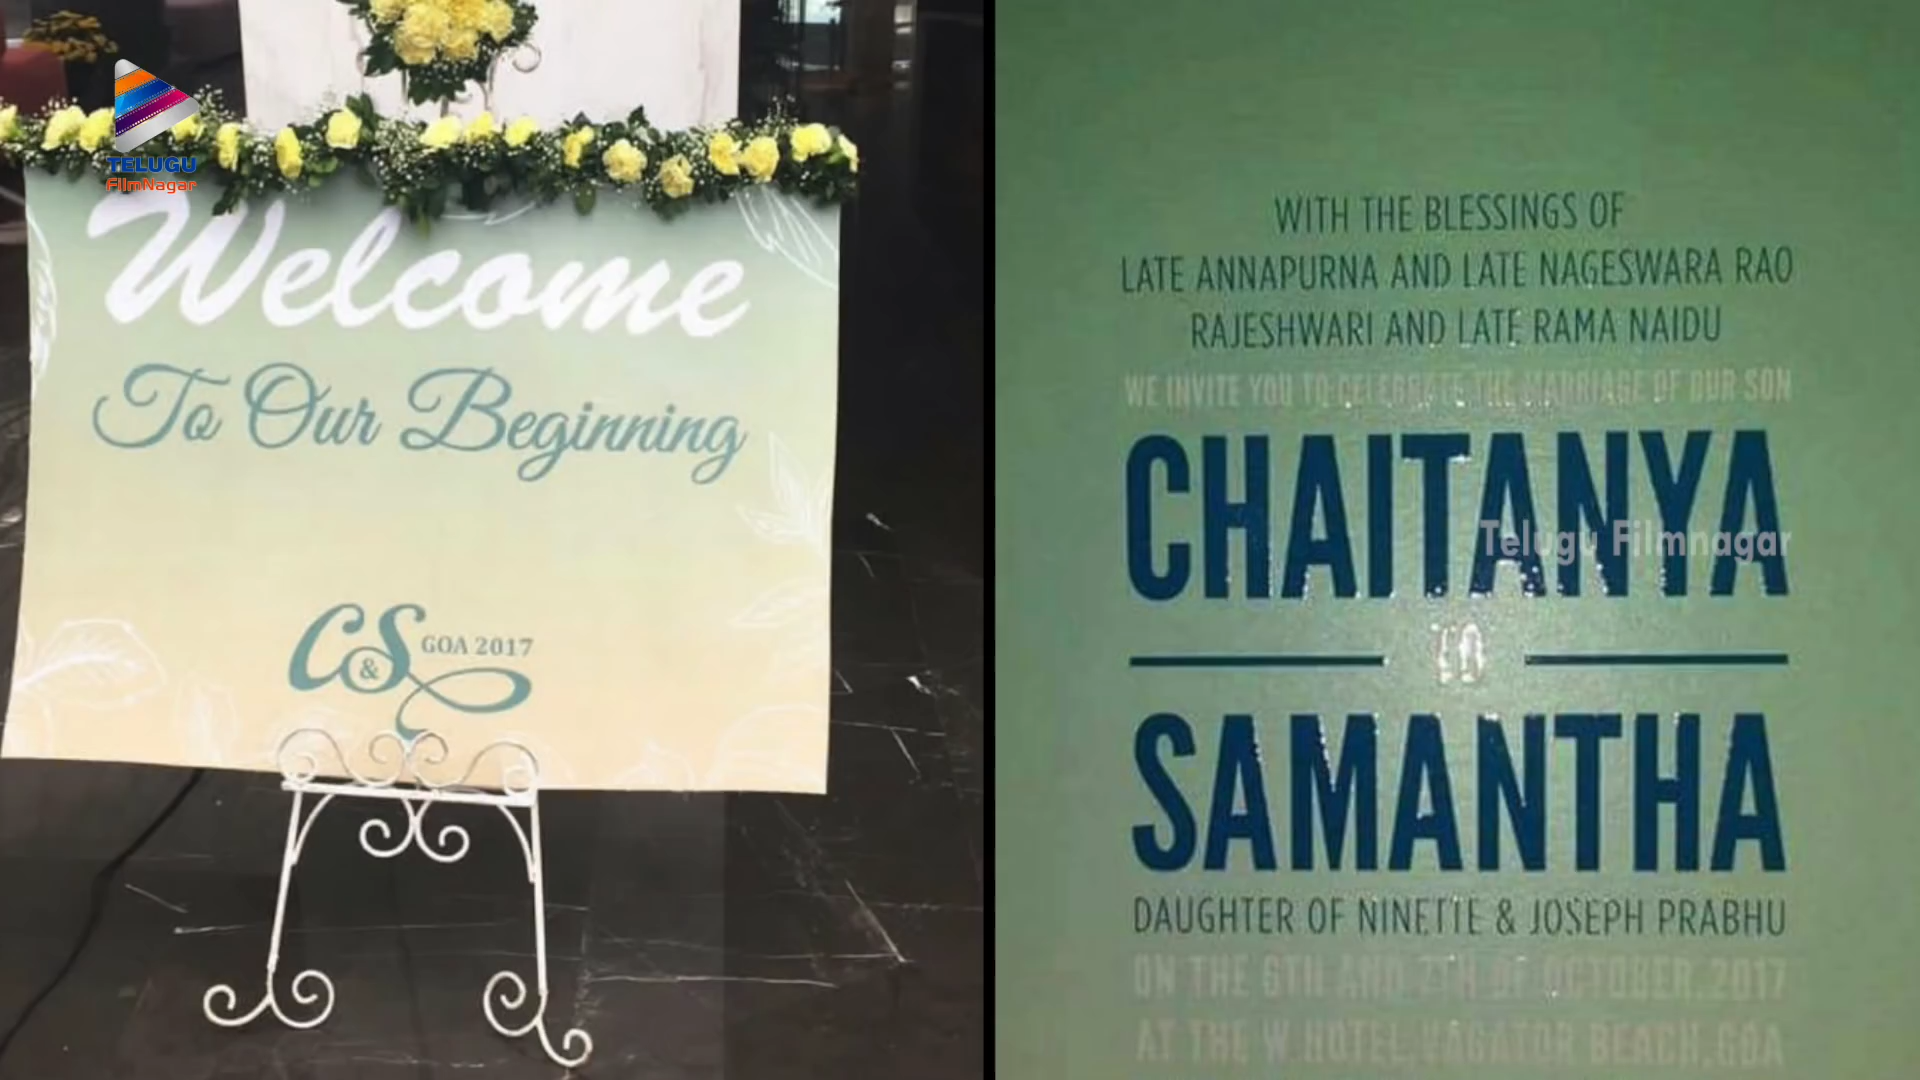 TELUGU
FilmNagar
Welcome
To Our Beginning
C&S GOA 2017
WITH THE BLESSINGS OF
LATE ANNAPURNA AND LATE NAGESWARA RAO
RAJESHWARI AND LATE RAMA NAIDU
WE INVITE YOU TO CELEBRATE THE MARRIAGE OF OUR SON
CHAITANYA
Telugu Filmnagar
TO
SAMANTHA
DAUGHTER OF NINETTE & JOSEPH PRABHU
ON THE 6TH AND 7TH OF OCTOBER, 2017
AT THE W HOTEL, VAGATOR BEACH, GOA